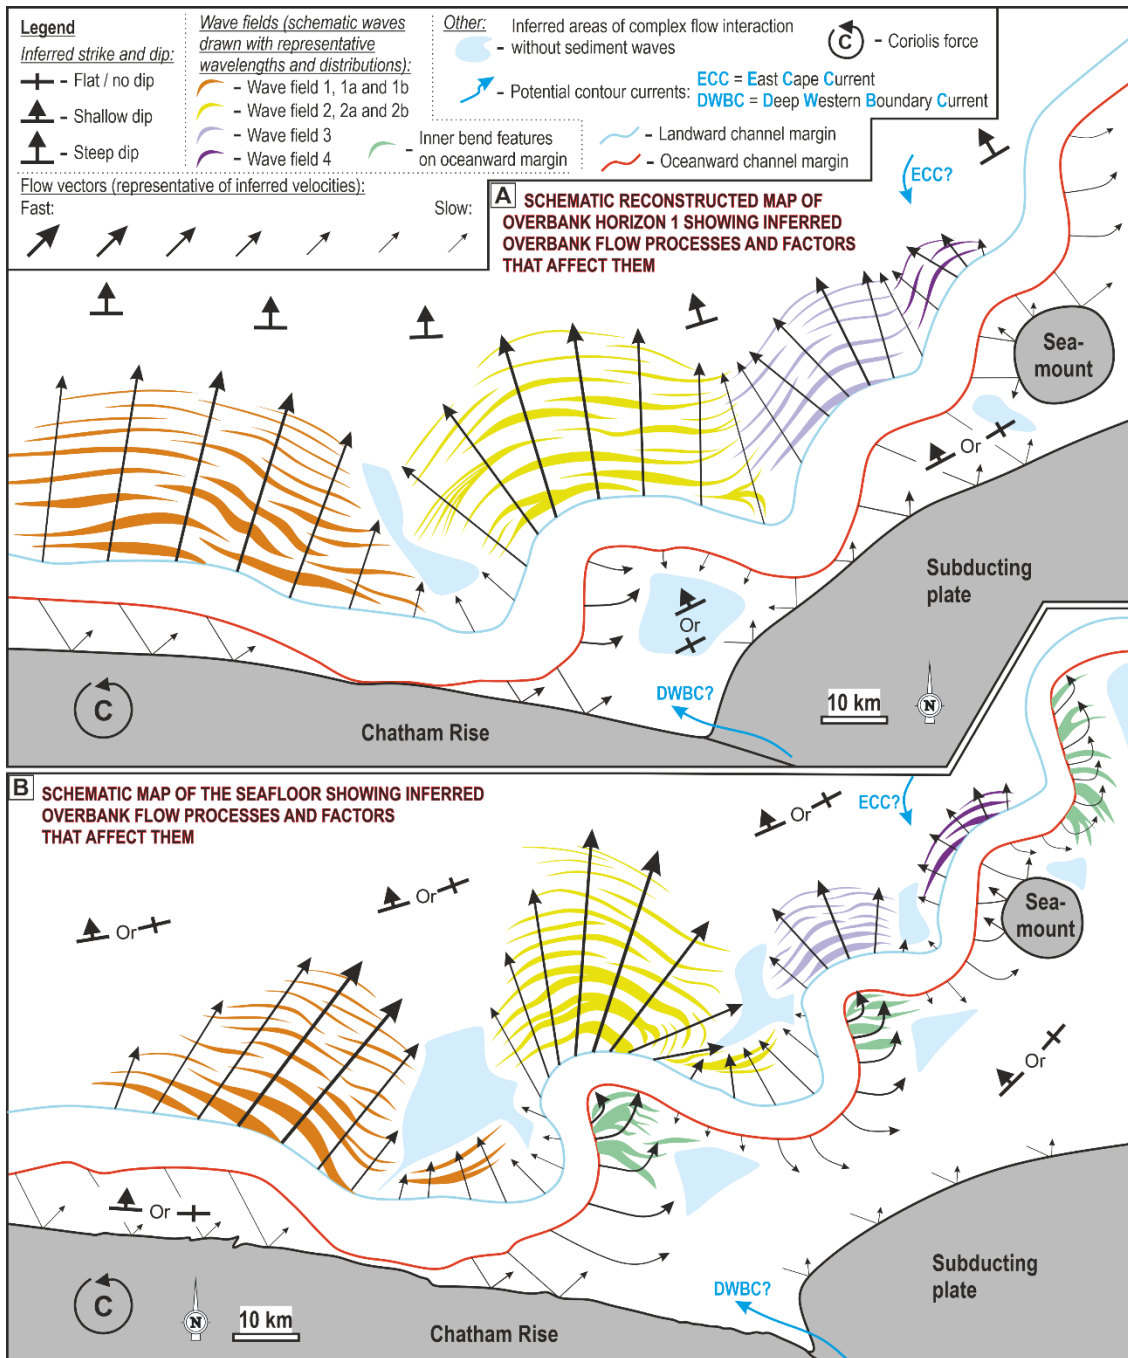 Legend
Inferred strike and dip:
- Flat / no dip
- Shallow dip
- Steep dip
Wave fields (schematic waves
drawn with representative
wavelengths and distributions):
- Wave field 1, 1a and 1b
- Wave field 2, 2a and 2b
- Wave field 3
- Wave field 4
- Inner bend features
on oceanward margin
Other:
Inferred areas of complex flow interaction
- without sediment waves
C - Coriolis force
- Potential contour currents:
ECC = East Cape Current
DWBC = Deep Western Boundary Current
- Landward channel margin
- Oceanward channel margin
Flow vectors (representative of inferred velocities):
Fast:
Slow:
A SCHEMATIC RECONSTRUCTED MAP OF
OVERBANK HORIZON 1 SHOWING INFERRED
OVERBANK FLOW PROCESSES AND FACTORS
THAT AFFECT THEM
ECC?
Sea-
mount
Or
Or
Subducting
plate
DWBC?
10 km
N
C
Chatham Rise
B SCHEMATIC MAP OF THE SEAFLOOR SHOWING INFERRED
OVERBANK FLOW PROCESSES AND FACTORS
THAT AFFECT THEM
ECC?
Or
Or
Or
Sea-
mount
Or
Or
Subducting
plate
DWBC?
C
N
10 km
Chatham Rise